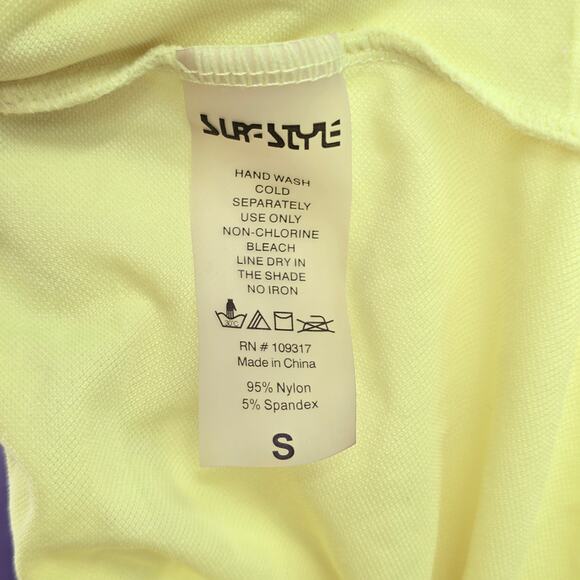 SURF STYLE
HAND WASH
COLD
SEPARATELY
USE ONLY
NON-CHLORINE
BLEACH
LINE DRY IN
THE SHADE
NO IRON
30°C
RN # 109317
Made in China
95% Nylon
5% Spandex
S